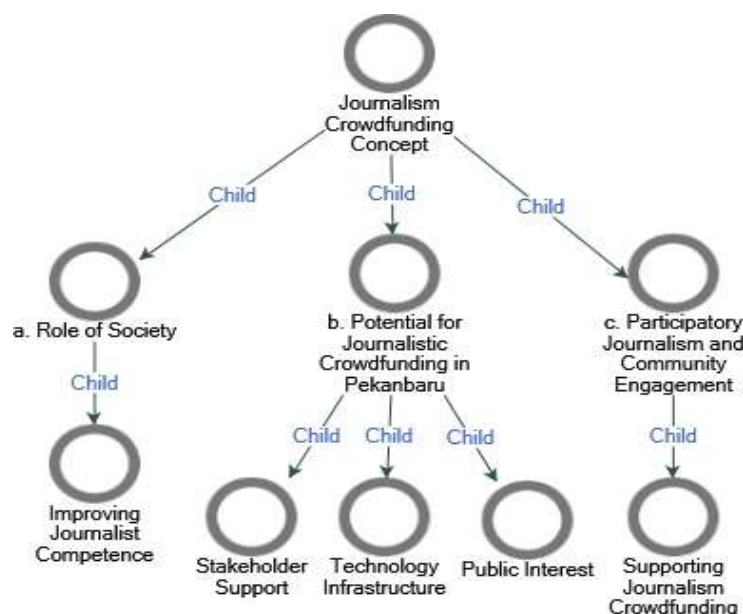 Journalism
Crowdfunding
Concept
Child
Child
Child
a. Role of Society
b. Potential for
Journalistic
Crowdfunding in
Pekanbaru
c. Participatory
Journalism and
Community
Engagement
Child
Child
Child
Child
Child
Improving
Journalist
Competence
Stakeholder
Support
Technology
Infrastructure
Public Interest
Supporting
Journalism
Crowdfunding